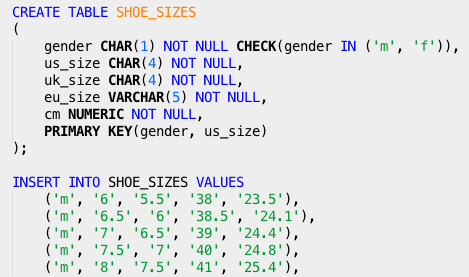 CREATE TABLE SHOE_SIZES
(
gender CHAR(1) NOT NULL CHECK(gender IN ('m', 'f')),
us_size CHAR(4) NOT NULL,
uk_size CHAR(4) NOT NULL,
eu_size VARCHAR(5) NOT NULL,
cm NUMERIC NOT NULL,
PRIMARY KEY(gender, us_size)
);
INSERT INTO SHOE_SIZES VALUES
('m', '6', '5.5', '38', '23.5'),
('m', '6.5', '6', '38.5', '24.1'),
('m', '7', '6.5', '39', '24.4'),
('m', '7.5', '7', '40', '24.8'),
('m', '8', '7.5', '41', '25.4'),